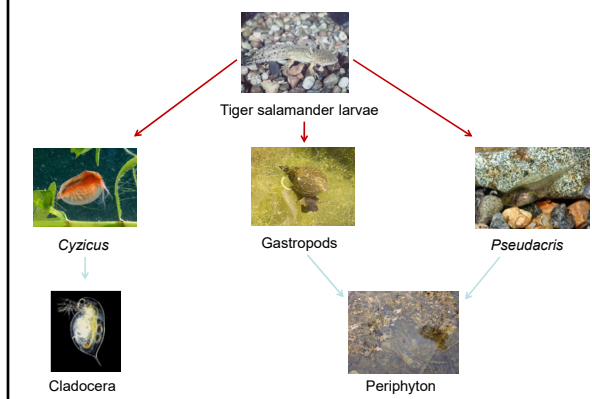 Tiger salamander larvae
Cyzicus
Gastropods
Pseudacris
Cladocera
Periphyton